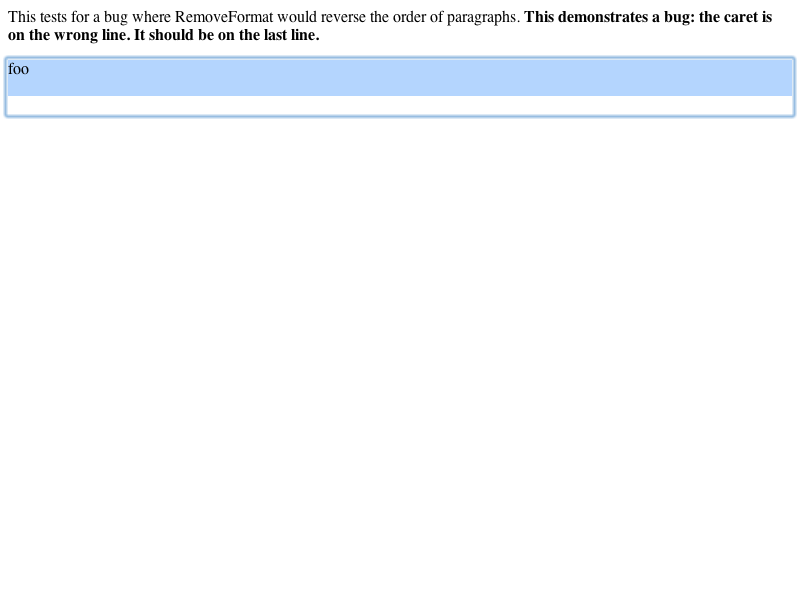 This tests for a bug where RemoveFormat would reverse the order of paragraphs. This demonstrates a bug: the caret is
on the wrong line. It should be on the last line.
foo